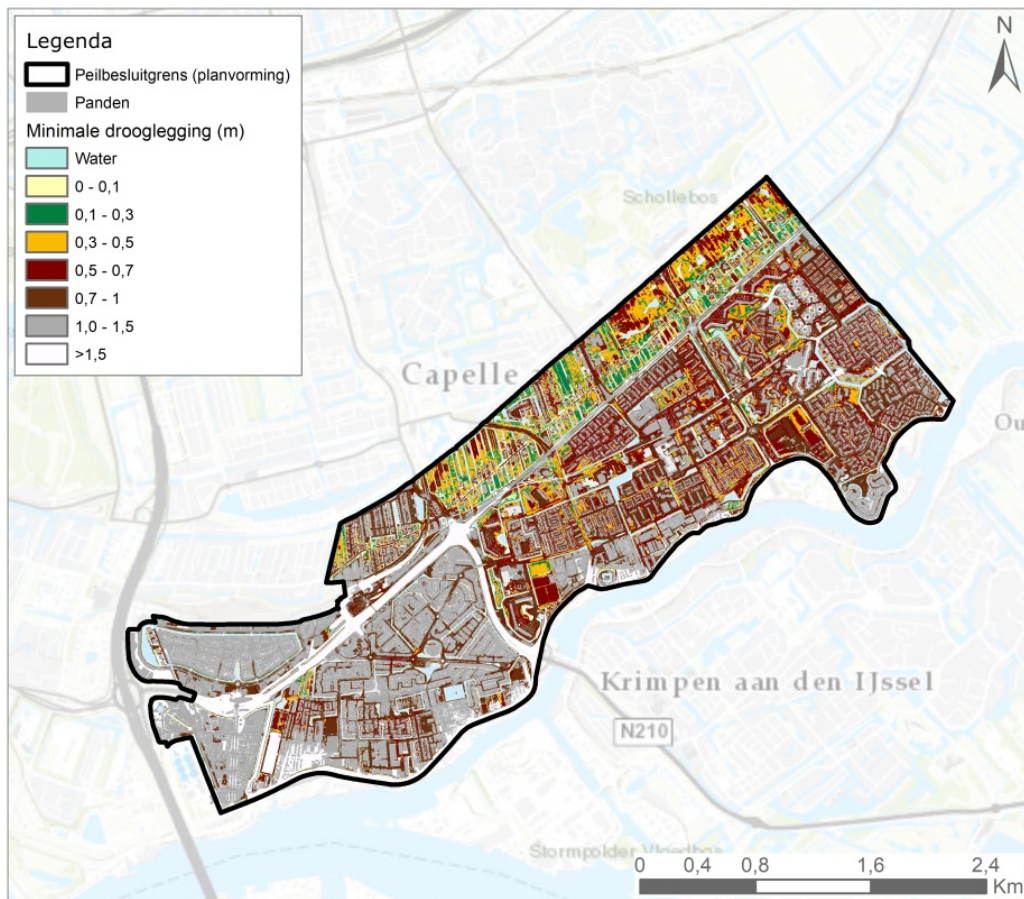 Legenda
Peilbesluitgrens (planvorming)
Panden
Minimale drooglegging (m)
Water
0 - 0,1
0,1 - 0,3
0,3 - 0,5
0,5 - 0,7
0,7 - 1
1,0 - 1,5
>1,5
N
Schollebos
Capelle
Ou
Krimpen aan den IJssel
N210
Stormpolder Vloedbos
0 0,4 0,8 1,6 2,4
Km